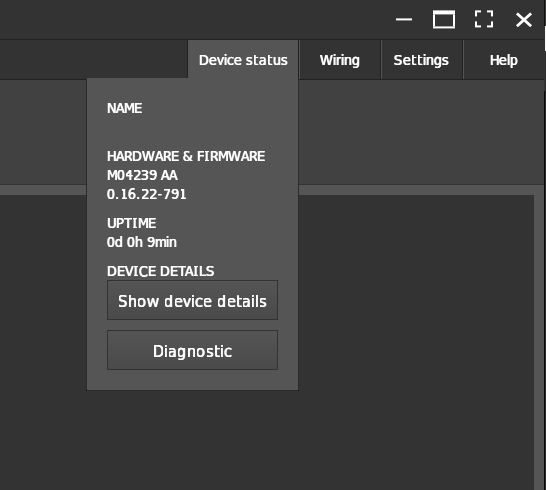 Device status
Wiring
Settings
Help
NAME
HARDWARE & FIRMWARE
M04239 AA
0.16.22-791
UPTIME
0d 0h 9min
DEVICE DETAILS
Show device details
Diagnostic